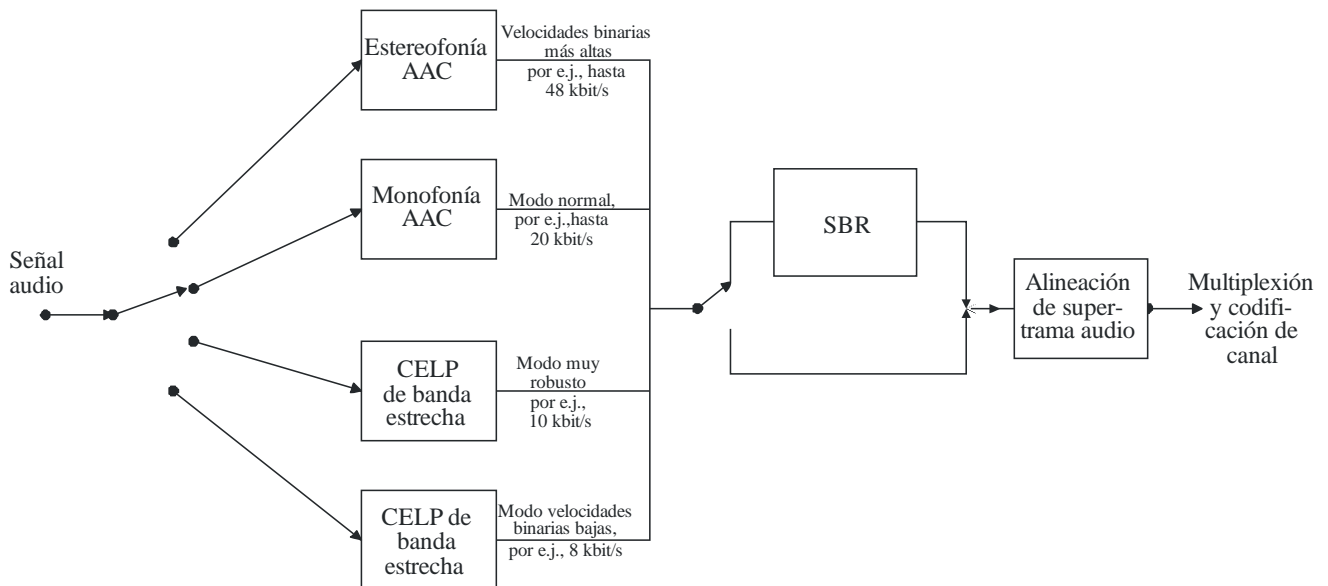 Señal
audio
Estereofonía
AAC
Velocidades binarias
más altas
por e.j., hasta
48 kbit/s
Monofonía
AAC
Modo normal,
por e.j.,hasta
20 kbit/s
CELP
de banda
estrecha
Modo muy
robusto
por e.j.,
10 kbit/s
CELP de
banda
estrecha
Modo velocidades
binarias bajas,
por e.j., 8 kbit/s
SBR
Alineación
de super-
trama audio
Multiplexión
y codifi-
cación de
canal